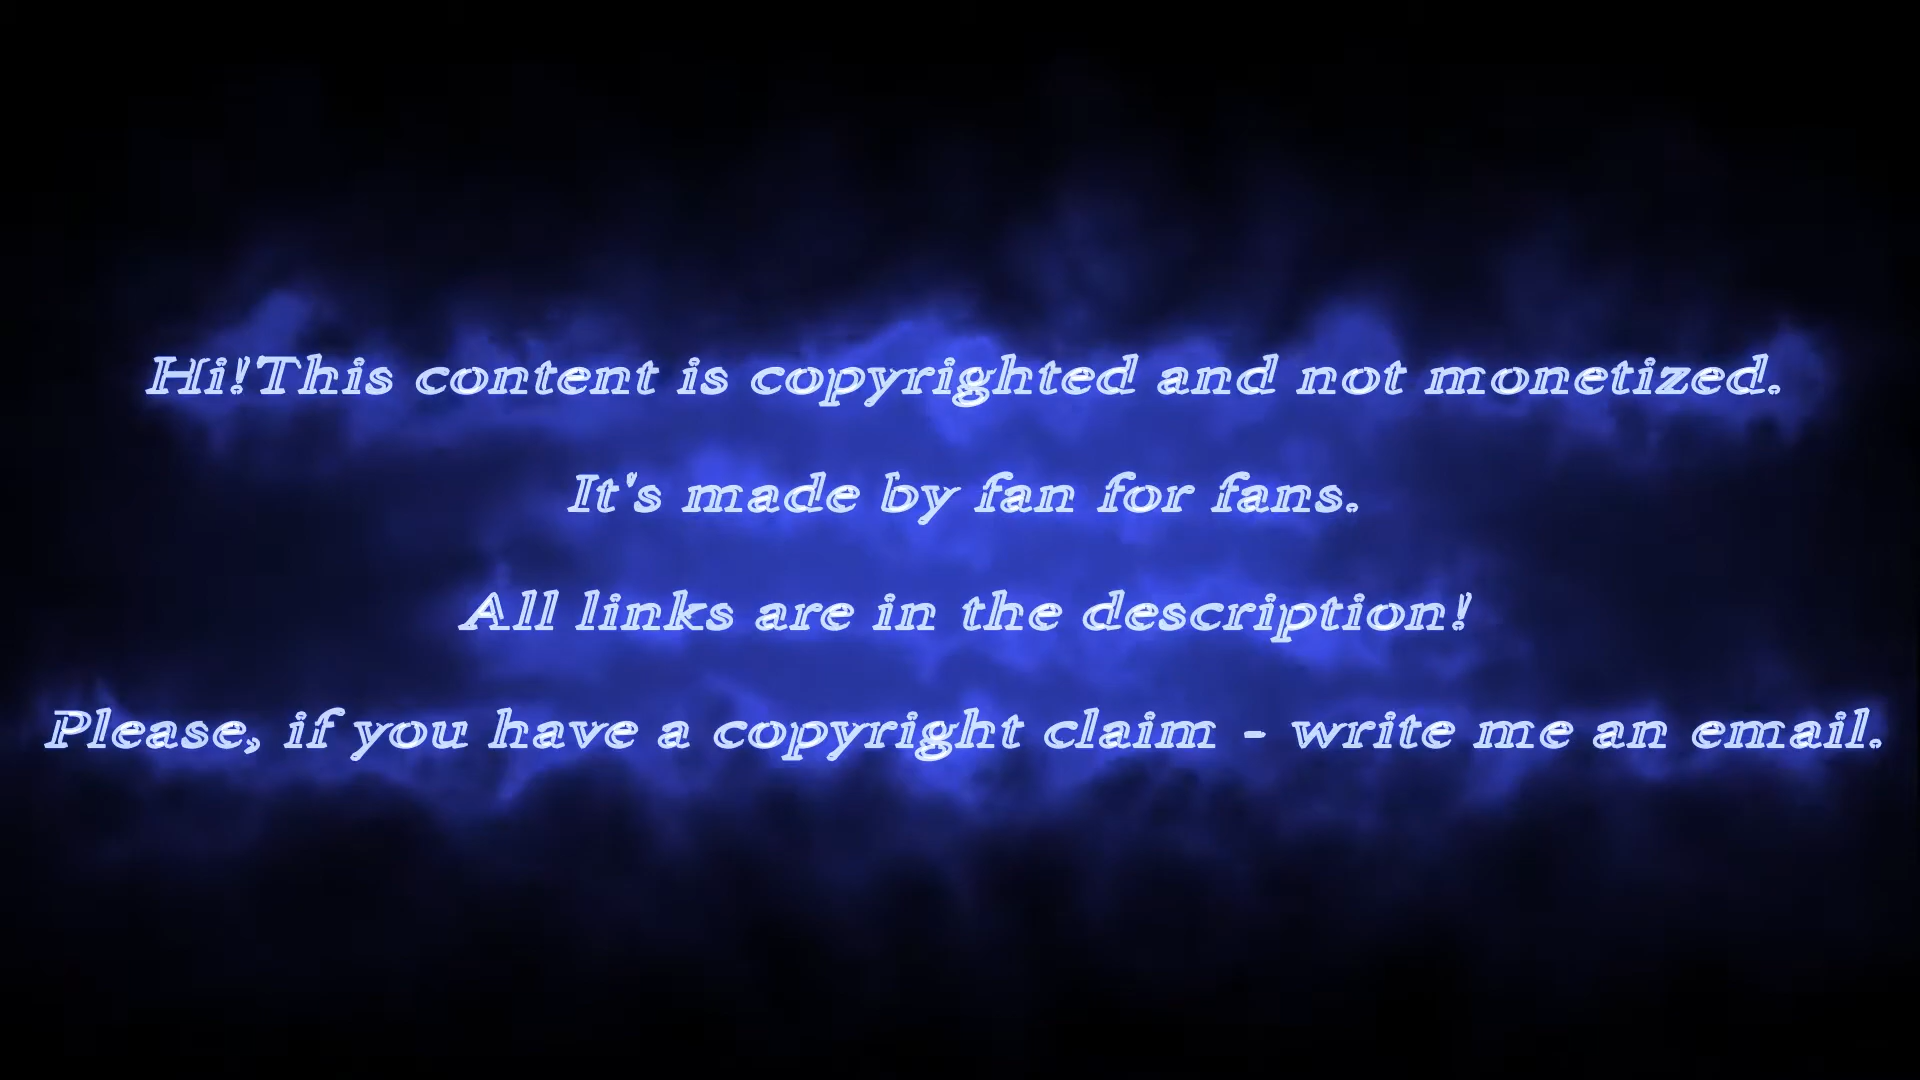 Hi!This content is copyrighted and not monetized.
It's made by fan for fans.
All links are in the description!
Please, if you have a copyright claim - write me an email.